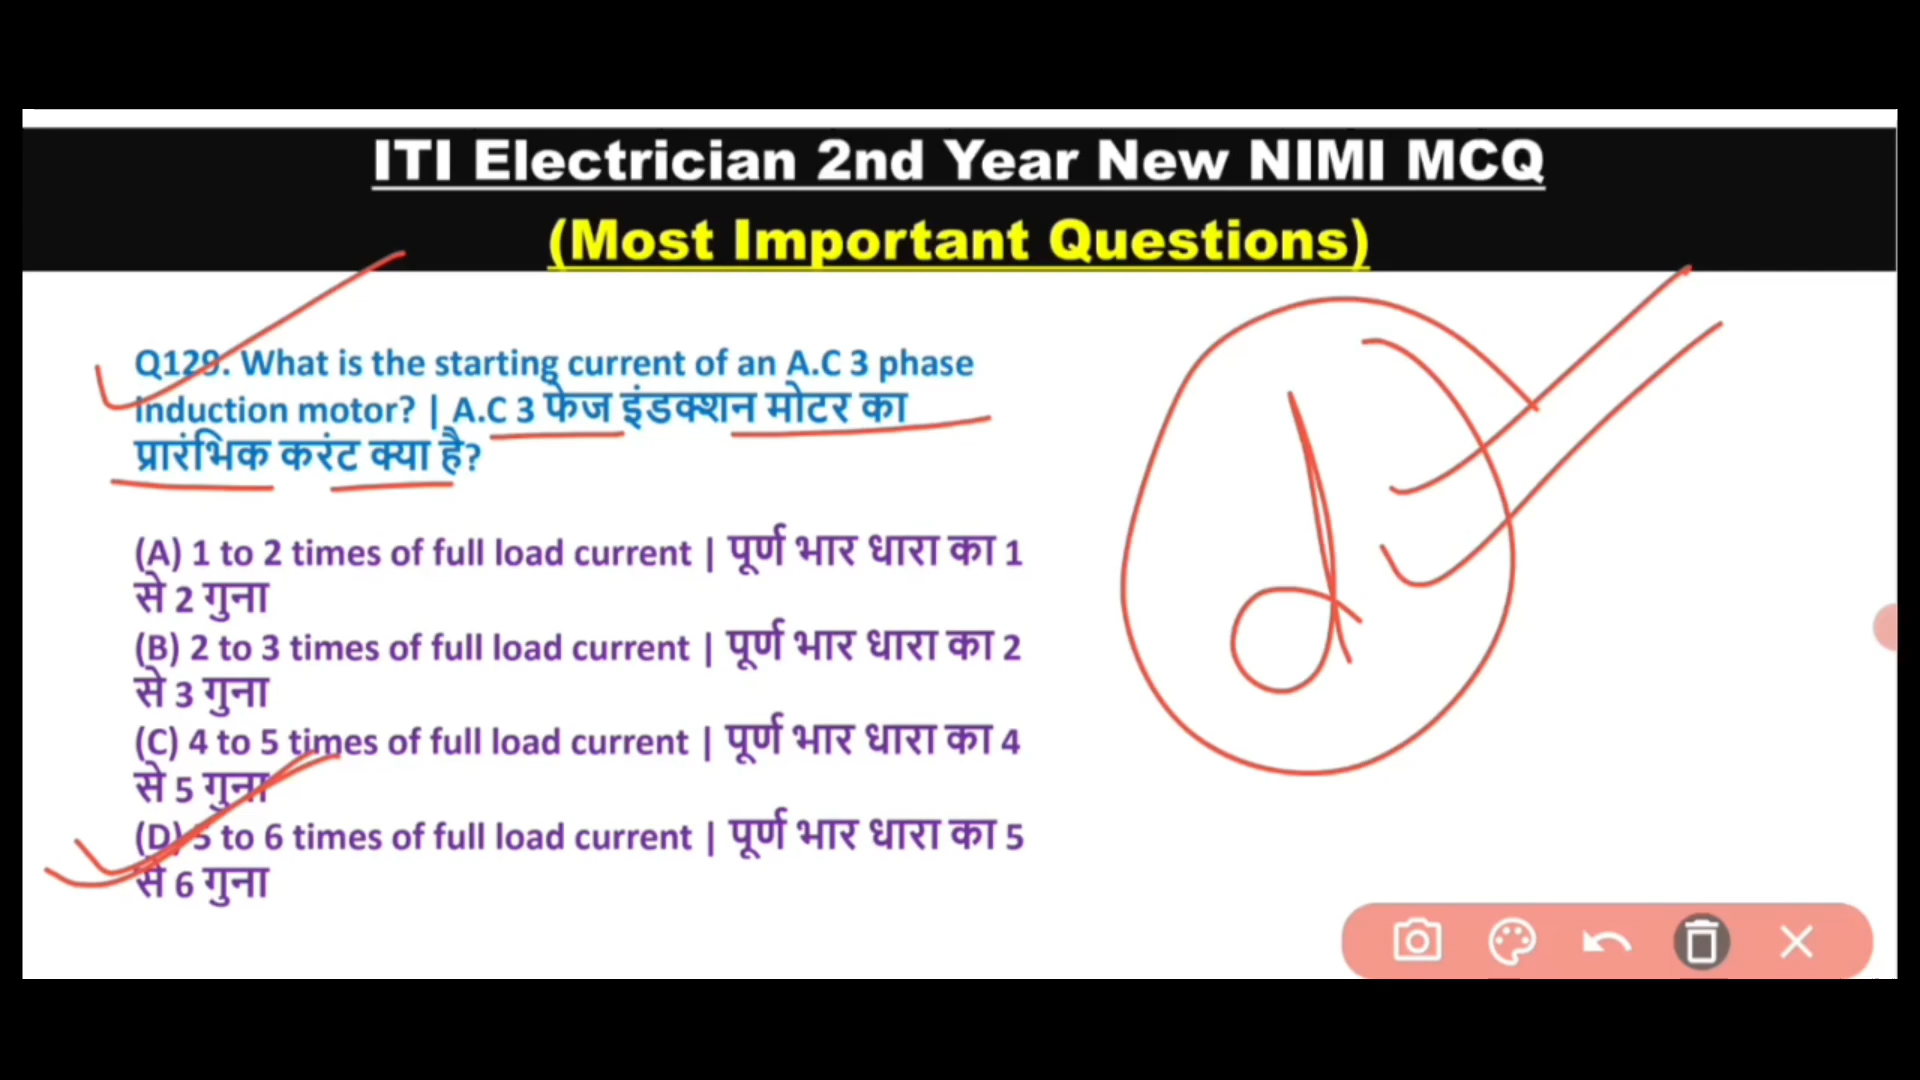 ITI Electrician 2nd Year New NIMI MCQ
(Most Important Questions)
Q129. What is the starting current of an A.C 3 phase
induction motor? | A.C 3 फेज इंडक्शन मोटर का
प्रारंभिक करंट क्या है?
(A) 1 to 2 times of full load current | पूर्ण भार धारा का 1
से 2 गुना
(B) 2 to 3 times of full load current | पूर्ण भार धारा का 2
से 3 गुना
(C) 4 to 5 times of full load current | पूर्ण भार धारा का 4
से 5 गुना
(D) 5 to 6 times of full load current | पूर्ण भार धारा का 5
से 6 गुना
d